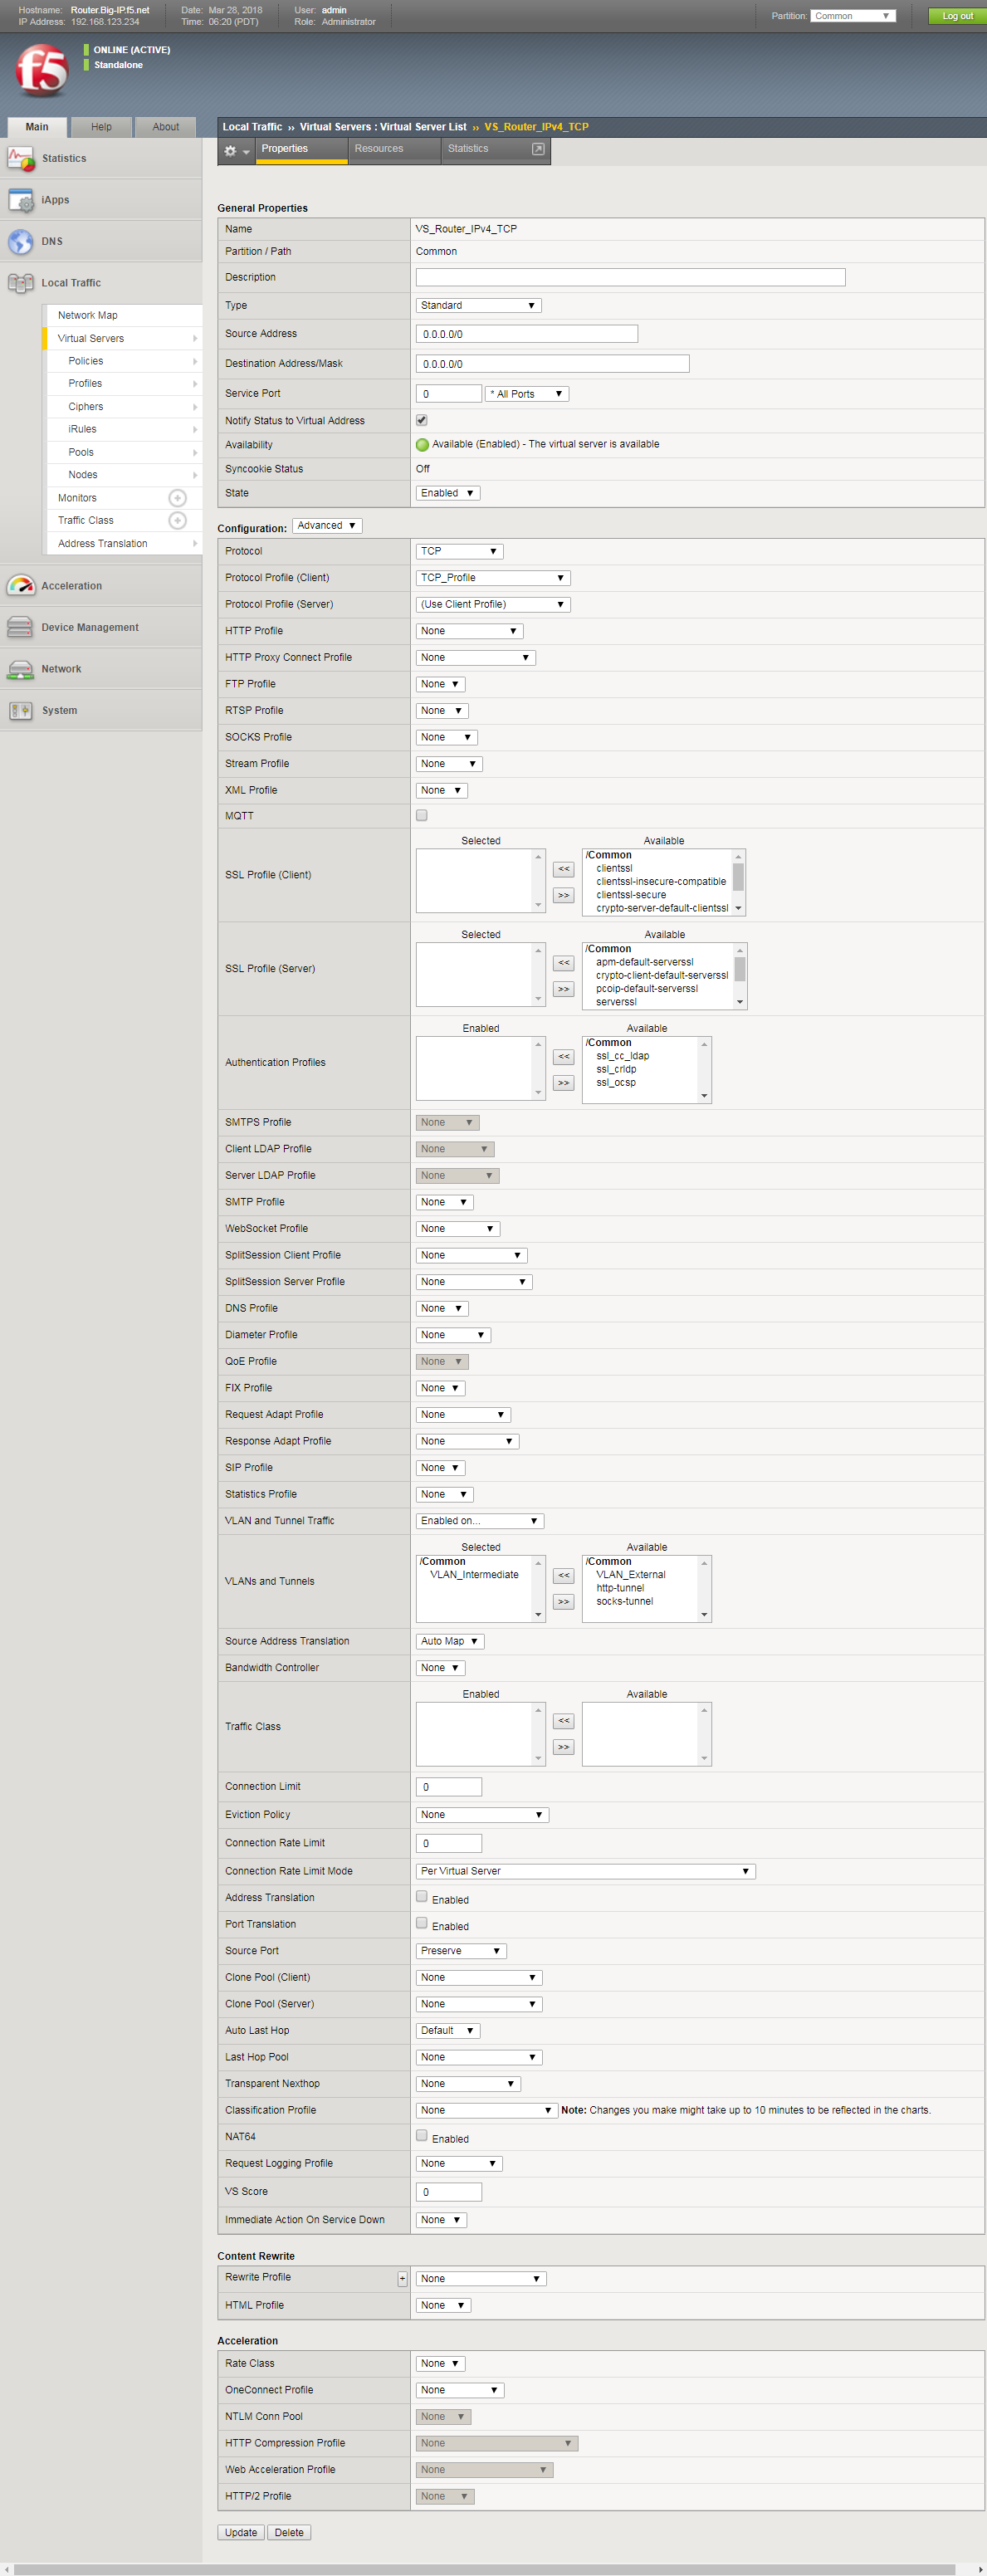 Hostname: Router.Big-IP.f5.net Date: Mar 28, 2018 User: admin
IP Address: 192.168.123.234 Time: 06:20 (PDT) Role: Administrator
Partition: Common Log out
f5
ONLINE (ACTIVE)
Standalone
Main Help About
Local Traffic ›› Virtual Servers : Virtual Server List ›› VS_Router_IPv4_TCP
Properties Resources Statistics
Statistics
iApps
DNS
Local Traffic
Network Map
Virtual Servers
Policies
Profiles
Ciphers
iRules
Pools
Nodes
Monitors
Traffic Class
Address Translation
Acceleration
Device Management
Network
System
General Properties
Name VS_Router_IPv4_TCP
Partition / Path Common
Description
Type Standard
Source Address 0.0.0.0/0
Destination Address/Mask 0.0.0.0/0
Service Port 0 * All Ports
Notify Status to Virtual Address
Availability Available (Enabled) - The virtual server is available
Syncookie Status Off
State Enabled
Configuration: Advanced
Protocol TCP
Protocol Profile (Client) TCP_Profile
Protocol Profile (Server) (Use Client Profile)
HTTP Profile None
HTTP Proxy Connect Profile None
FTP Profile None
RTSP Profile None
SOCKS Profile None
Stream Profile None
XML Profile None
MQTT
SSL Profile (Client)
Selected Available
<< >>
/Common
clientssl
clientssl-insecure-compatible
clientssl-secure
crypto-server-default-clientssl
SSL Profile (Server)
Selected Available
<< >>
/Common
apm-default-serverssl
crypto-client-default-serverssl
pcoip-default-serverssl
serverssl
Authentication Profiles
Enabled Available
<< >>
/Common
ssl_cc_ldap
ssl_crldp
ssl_ocsp
SMTPS Profile None
Client LDAP Profile None
Server LDAP Profile None
SMTP Profile None
WebSocket Profile None
SplitSession Client Profile None
SplitSession Server Profile None
DNS Profile None
Diameter Profile None
QoE Profile None
FIX Profile None
Request Adapt Profile None
Response Adapt Profile None
SIP Profile None
Statistics Profile None
VLAN and Tunnel Traffic Enabled on...
VLANs and Tunnels
Selected Available
/Common
VLAN_Intermediate
<< >>
/Common
VLAN_External
http-tunnel
socks-tunnel
Source Address Translation Auto Map
Bandwidth Controller None
Traffic Class
Enabled Available
<< >>
Connection Limit 0
Eviction Policy None
Connection Rate Limit 0
Connection Rate Limit Mode Per Virtual Server
Address Translation Enabled
Port Translation Enabled
Source Port Preserve
Clone Pool (Client) None
Clone Pool (Server) None
Auto Last Hop Default
Last Hop Pool None
Transparent Nexthop None
Classification Profile None Note: Changes you make might take up to 10 minutes to be reflected in the charts.
NAT64 Enabled
Request Logging Profile None
VS Score 0
Immediate Action On Service Down None
Content Rewrite
Rewrite Profile + None
HTML Profile None
Acceleration
Rate Class None
OneConnect Profile None
NTLM Conn Pool None
HTTP Compression Profile None
Web Acceleration Profile None
HTTP/2 Profile None
Update Delete